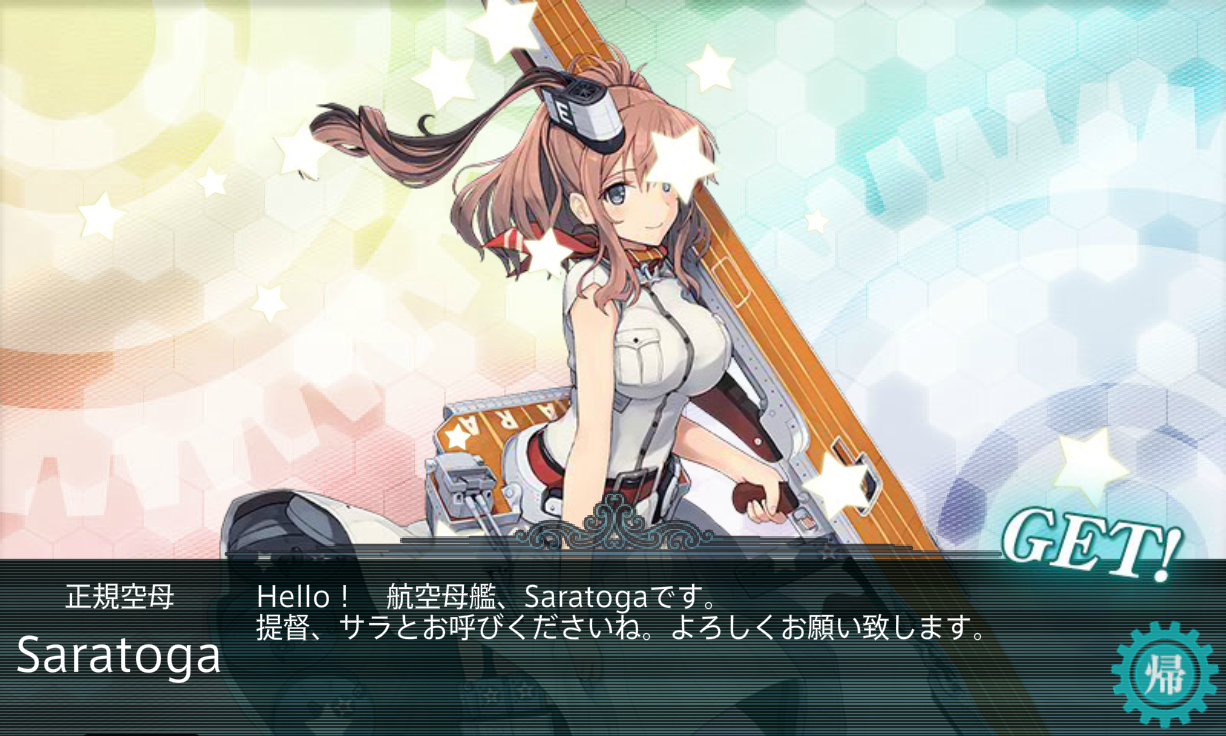 E
A R A
GET!
正規空母
Saratoga
Hello！　航空母艦、Saratogaです。
提督、サラとお呼びくださいね。よろしくお願い致します。
帰